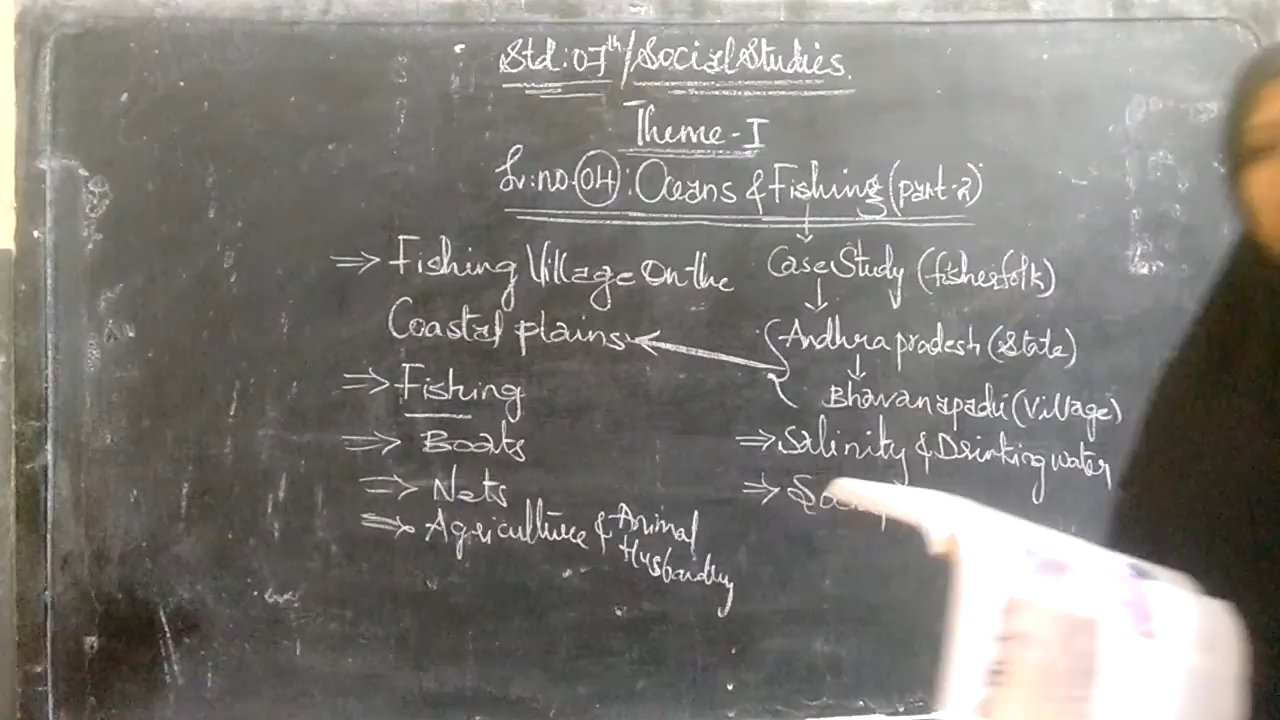 Std: 07th / Social Studies.
Theme - I
Lr: no. 04 : Oceans & Fishing (part-2)
⇒ Fishing Village On the
Coastal plains
⇒ Fishing
⇒ Boats
⇒ Nets
⇒ Agriculture & Animal
Husbandry
↓
Case Study (fisherfolk)
↓
Andhra pradesh (State)
↓
Bhavanapadu (Village)
⇒ Salinity & Drinking water
⇒